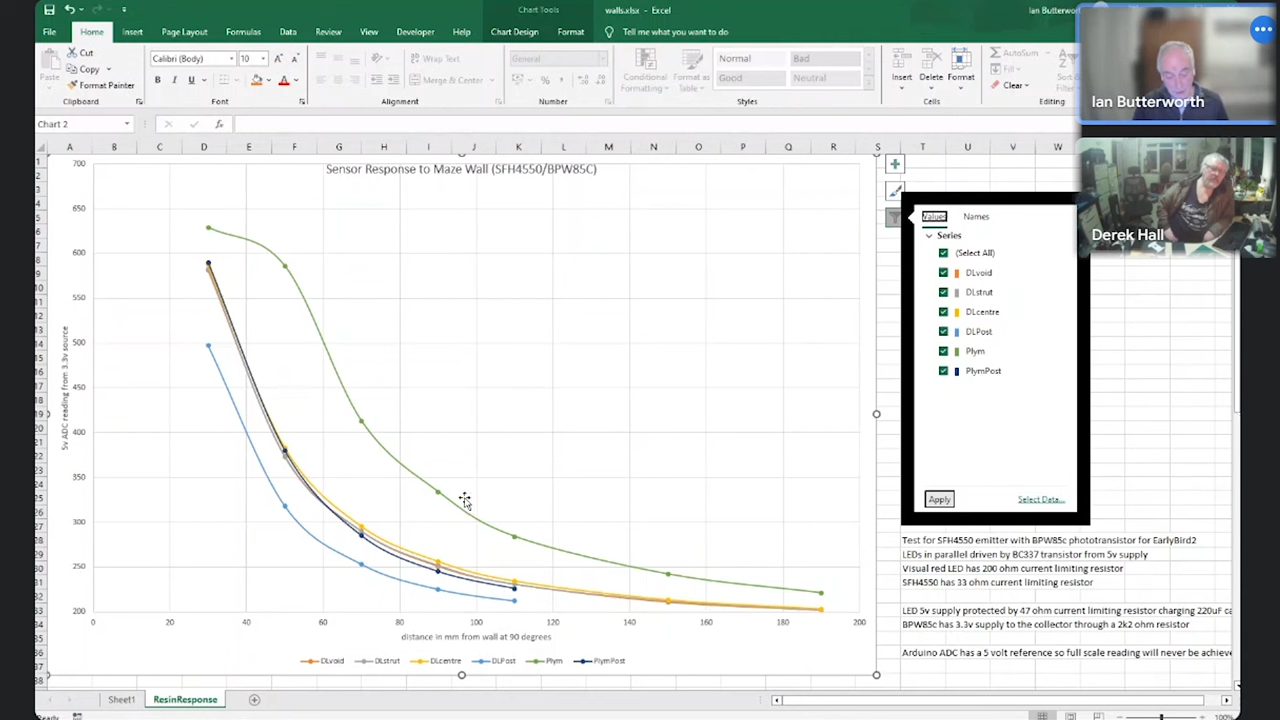 Chart Tools
walls.xlsx - Excel
Ian Butterworth
File Home Insert Page Layout Formulas Data Review View Developer Help Chart Design Format Tell me what you want to do
Cut
Copy
Format Painter
Paste
Clipboard
Calibri (Body) 10
B I U
Font
Wrap Text
Merge & Center
Alignment
General
Number
Conditional Formatting
Format as Table
Normal Bad
Good Neutral
Styles
Insert Delete Format
Cells
AutoSum
Fill
Clear
Editing
Ian Butterworth
Derek Hall
Chart 2
fx
A B C D E F G H I J K L M N O P Q R S T U V W
Sensor Response to Maze Wall (SFH4550/BPW85C)
700
650
600
550
500
450
400
350
300
250
200
5v ADC reading from 3.3v source
0 20 40 60 80 100 120 140 160 180 200
distance in mm from wall at 90 degrees
DLvoid DLstrut DLcentre DLPost Plym PlymPost
Values Names
Series
(Select All)
DLvoid
DLstrut
DLcentre
DLPost
Plym
PlymPost
Apply Select Data...
Test for SFH4550 emitter with BPW85c phototransistor for EarlyBird2
LEDs in parallel driven by BC337 transistor from 5v supply
Visual red LED has 200 ohm current limiting resistor
SFH4550 has 33 ohm current limiting resistor
LED 5v supply protected by 47 ohm current limiting resistor charging 220uF ca
BPW85c has 3.3v supply to the collector through a 2k2 ohm resistor
Arduino ADC has a 5 volt reference so full scale reading will never be achieve
Sheet1 ResinResponse
Ready
100%